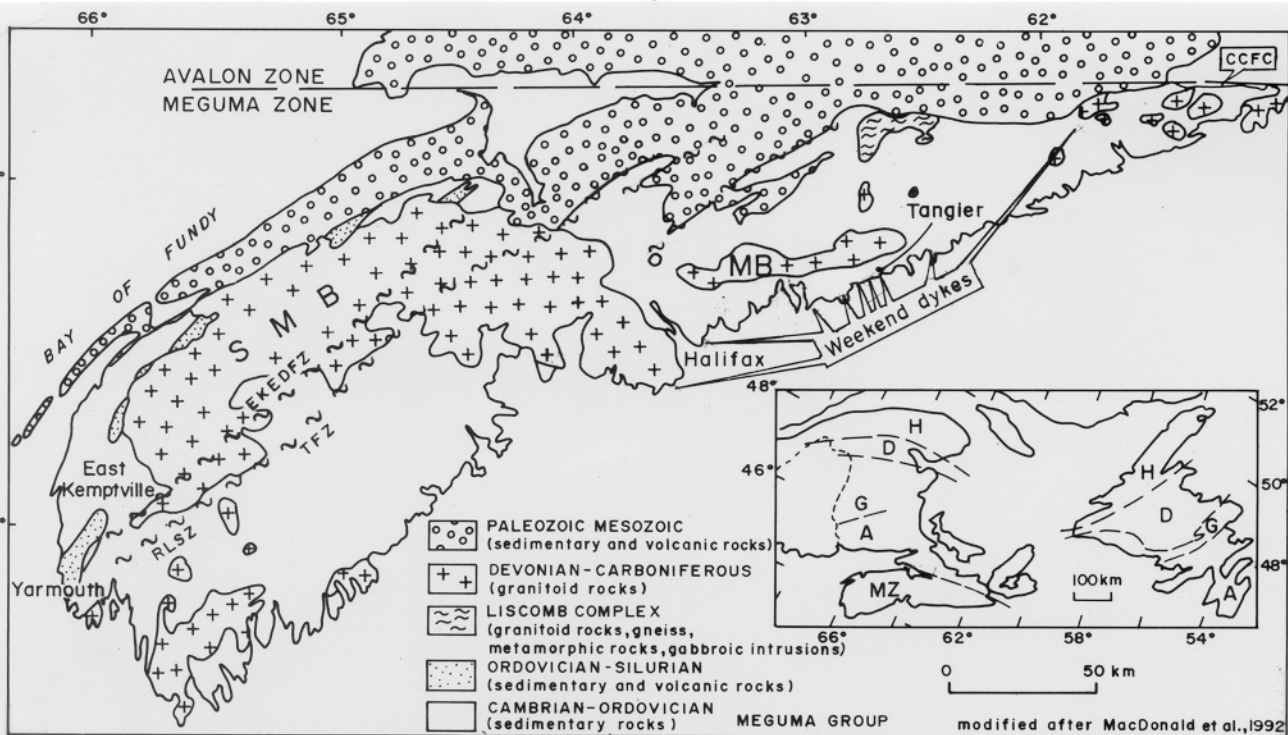 66°
65°
64°
63°
62°
AVALON ZONE
MEGUMA ZONE
CCFC
BAY OF FUNDY
Tangier
MB
SMB
Weekend dykes
Halifax
EKEDFZ
TFZ
East
Kemptville
RLSZ
Yarmouth
PALEOZOIC MESOZOIC
(sedimentary and volcanic rocks)
DEVONIAN-CARBONIFEROUS
(granitoid rocks)
LISCOMB COMPLEX
(granitoid rocks, gneiss,
metamorphic rocks, gabbroic intrusions)
ORDOVICIAN-SILURIAN
(sedimentary and volcanic rocks)
CAMBRIAN-ORDOVICIAN
(sedimentary rocks) MEGUMA GROUP
48°
52°
H
D
46°
H
50°
G
D
G
A
48°
100km
MZ
A
66°
62°
58°
54°
0 50 km
modified after MacDonald et al., 1992